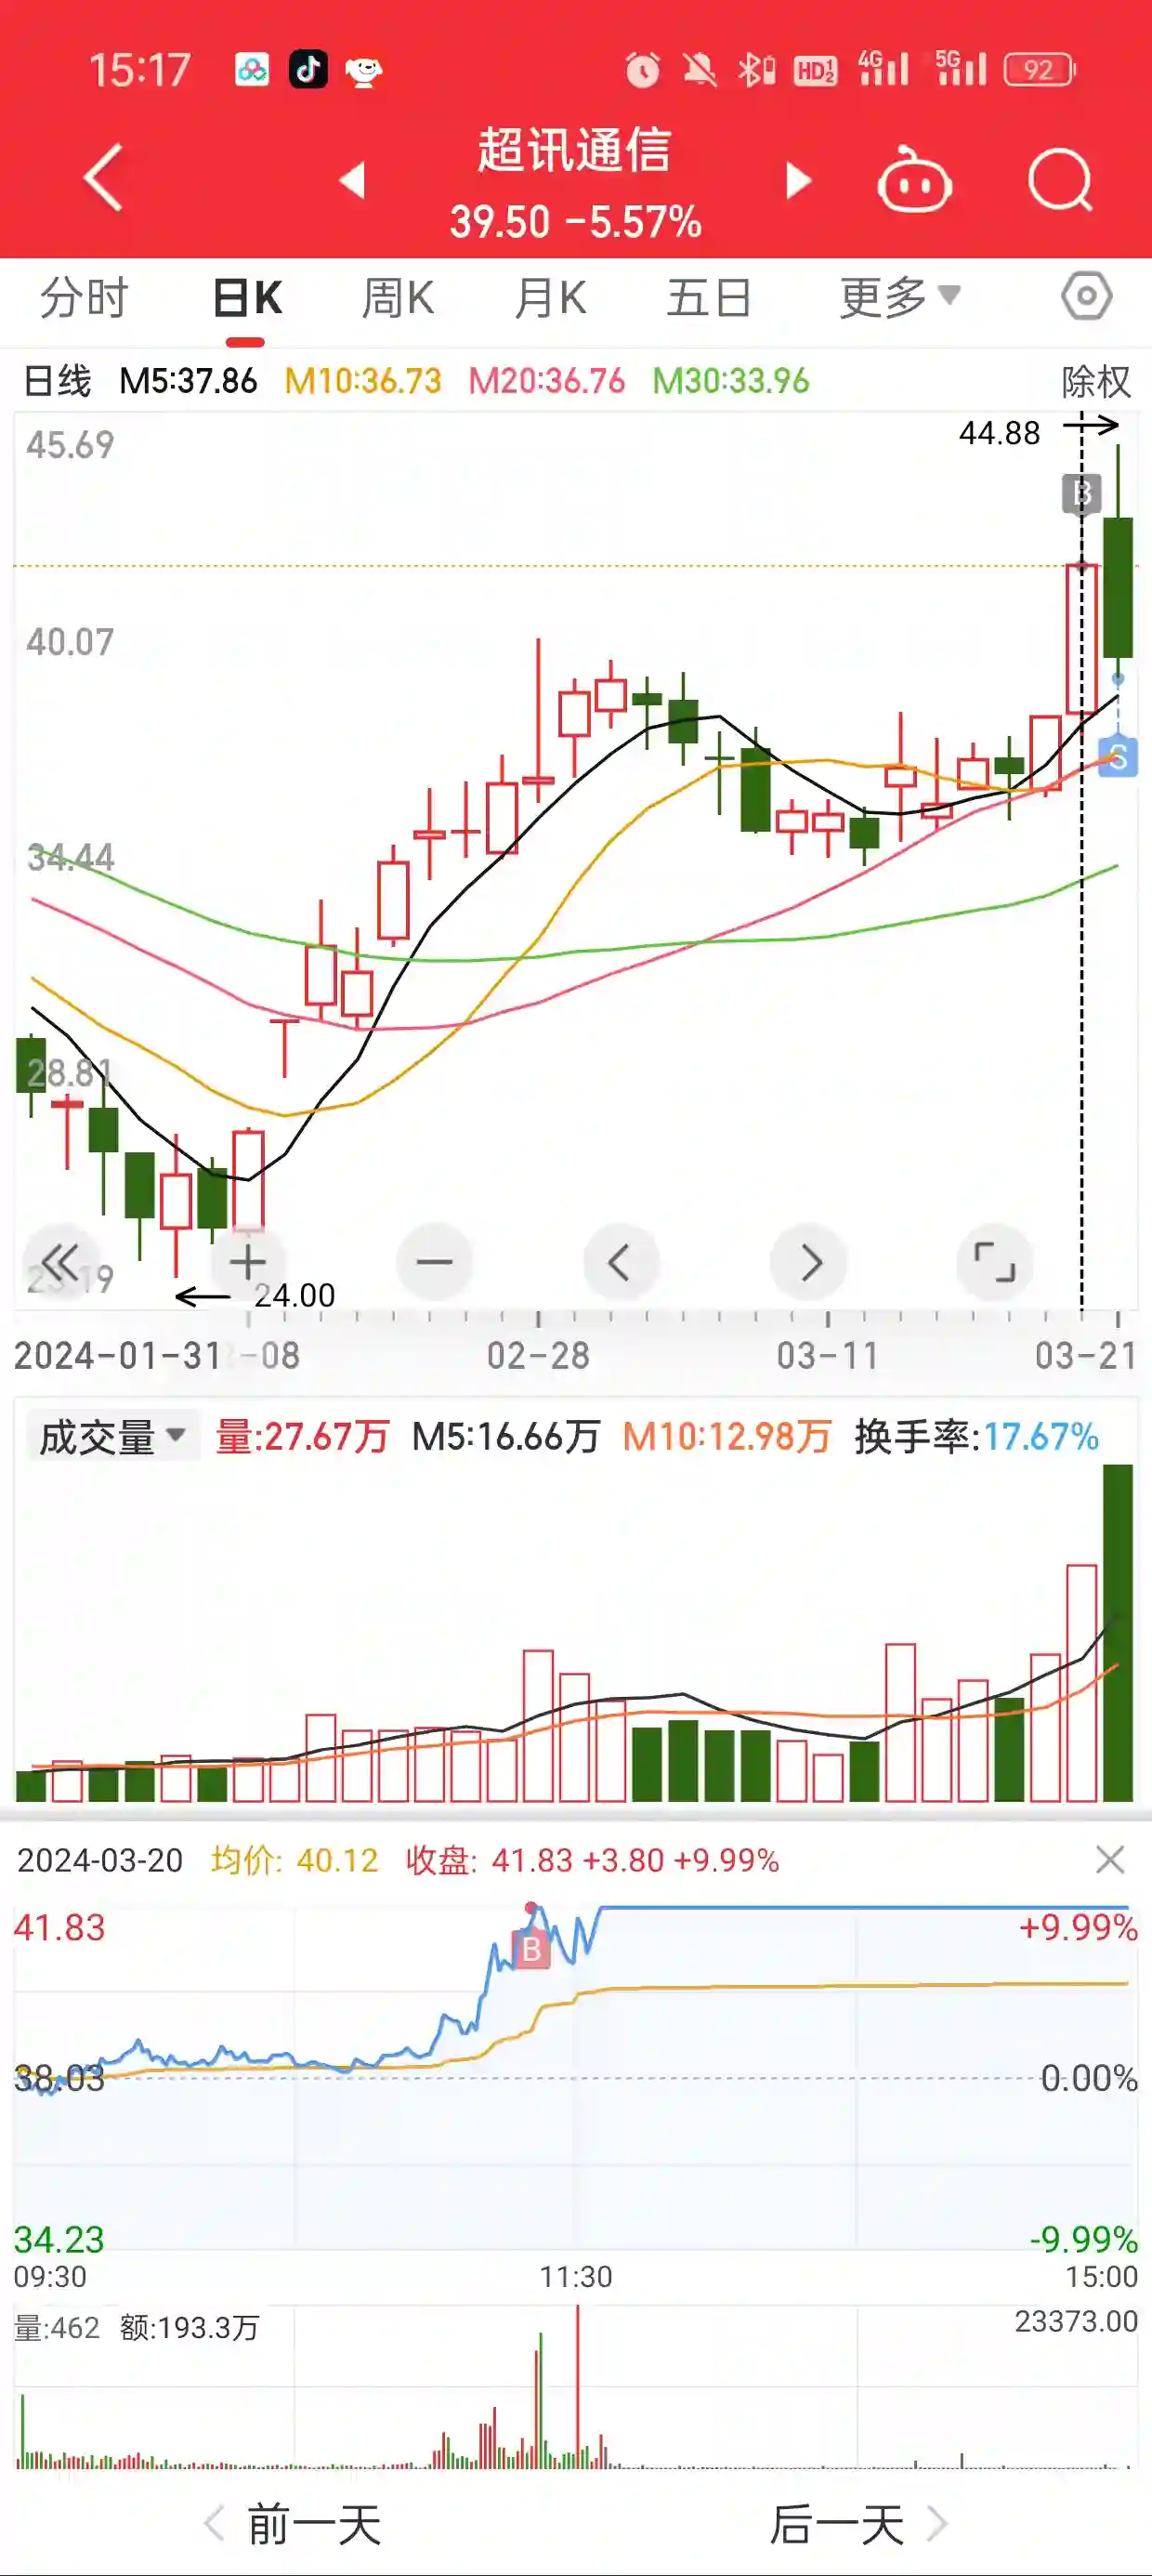 15:17 HD 1 2 4G 5G 92
超讯通信
39.50 -5.57%
分时 日K 周K 月K 五日 更多
日线 M5:37.86 M10:36.73 M20:36.76 M30:33.96 除权
45.69
44.88
B
40.07
S
34.44
28.81
24.00
2024-01-31 -08 02-28 03-11 03-21
成交量 量:27.67万 M5:16.66万 M10:12.98万 换手率:17.67%
2024-03-20 均价: 40.12 收盘: 41.83 +3.80 +9.99%
41.83 +9.99%
B
38.03 0.00%
34.23 -9.99%
09:30 11:30 15:00
量:462 额:193.3万 23373.00
前一天 后一天